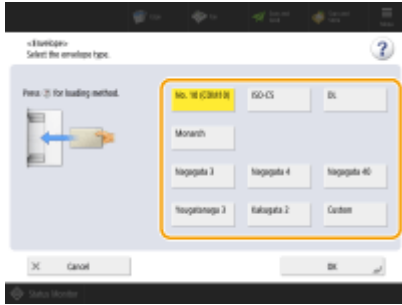 <Envelope>
Select the envelope type.
Press ? for loading method.
No. 10 (COM10)
ISO-C5
DL
Monarch
Nagagata 3
Nagagata 4
Nagagata 40
Yougatanaga 3
Kakugata 2
Custom
Cancel
OK
Status Monitor